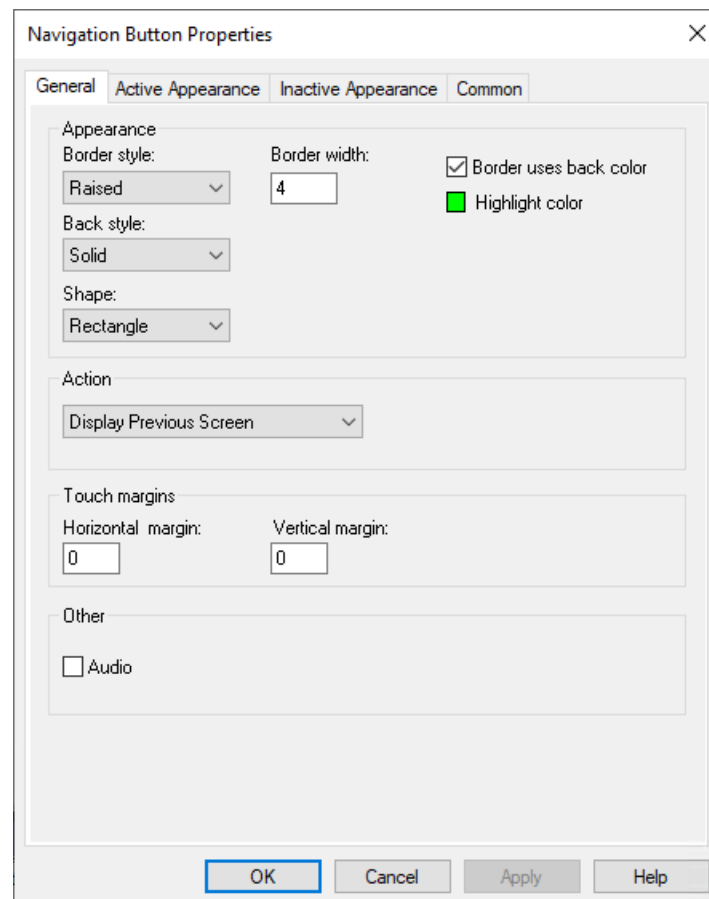 Navigation Button Properties
General Active Appearance Inactive Appearance Common
Appearance
Border style: Border width:
Raised 4 Border uses back color
Highlight color
Back style:
Solid
Shape:
Rectangle
Action
Display Previous Screen
Touch margins
Horizontal margin: Vertical margin:
0 0
Other
Audio
OK Cancel Apply Help